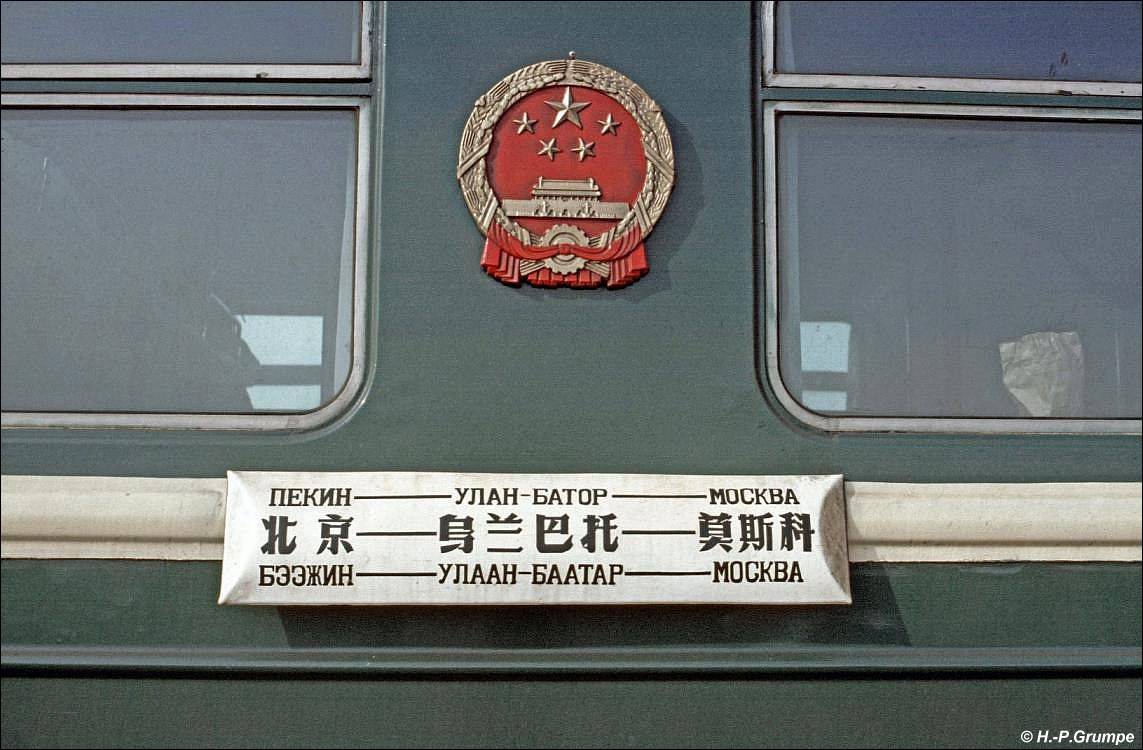 ПЕКИН — УЛАН-БАТОР — МОСКВА
北京 — 乌兰巴托 — 莫斯科
БЭЭЖИН — УЛААН-БААТАР — МОСКВА
© H.-P.Grumpe